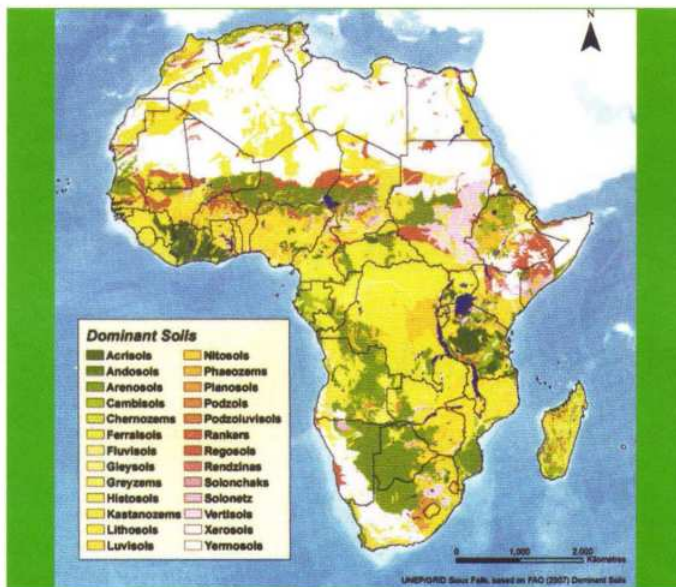 N
Dominant Soils
Acrisols
Andosols
Arenosols
Cambisols
Chernozems
Ferralsols
Fluvisols
Gleysols
Greyzems
Histosols
Kastanozems
Lithosols
Luvisols
Nitosols
Phaeozems
Planosols
Podzols
Podzoluvisols
Rankers
Regosols
Rendzinas
Solonchaks
Solonetz
Vertisols
Xerosols
Yermosols
0 1,000 2,000
Kilometres
UNEP/GRID Sioux Falls, based on FAO (2007) Dominant Soils